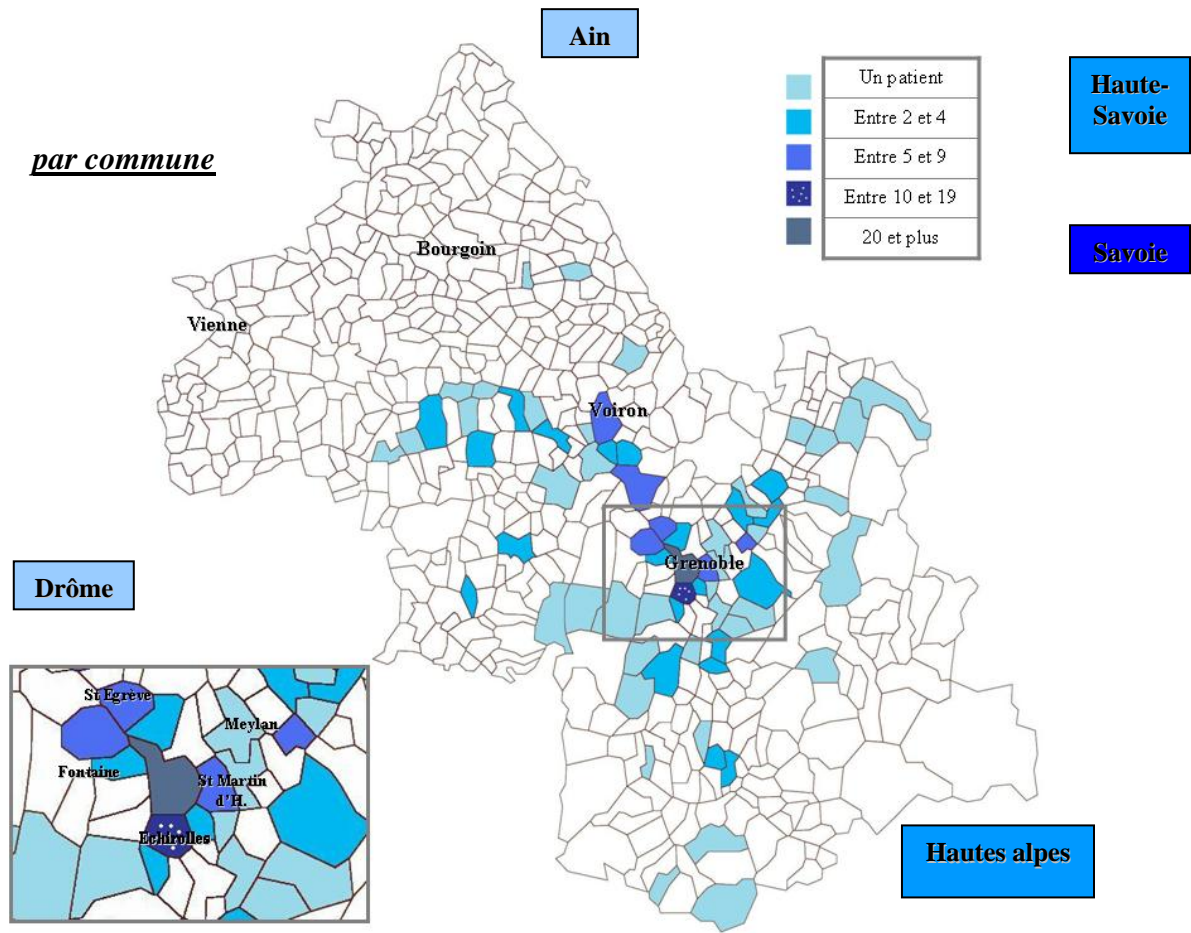 Ain
Haute-
Savoie
Un patient
Entre 2 et 4
Entre 5 et 9
Entre 10 et 19
20 et plus
par commune
Bourgoin
Savoie
Vienne
Voiron
Grenoble
Drôme
St Egrève
Meylan
Fontaine
St Martin
d'H.
Echirolles
Hautes alpes